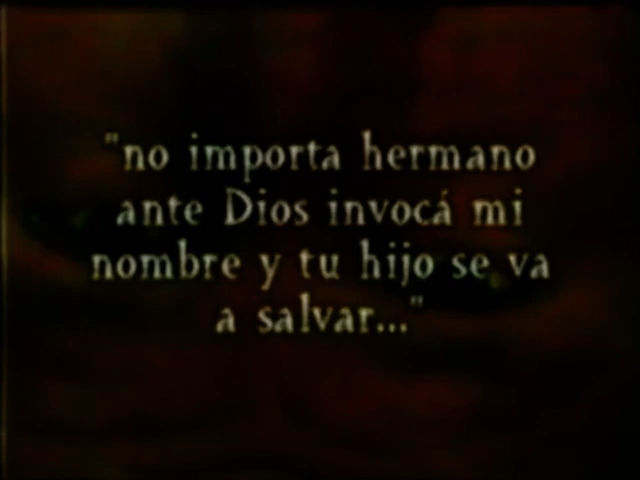 "no importa hermano
ante Dios invocá mi
nombre y tu hijo se va
a salvar..."